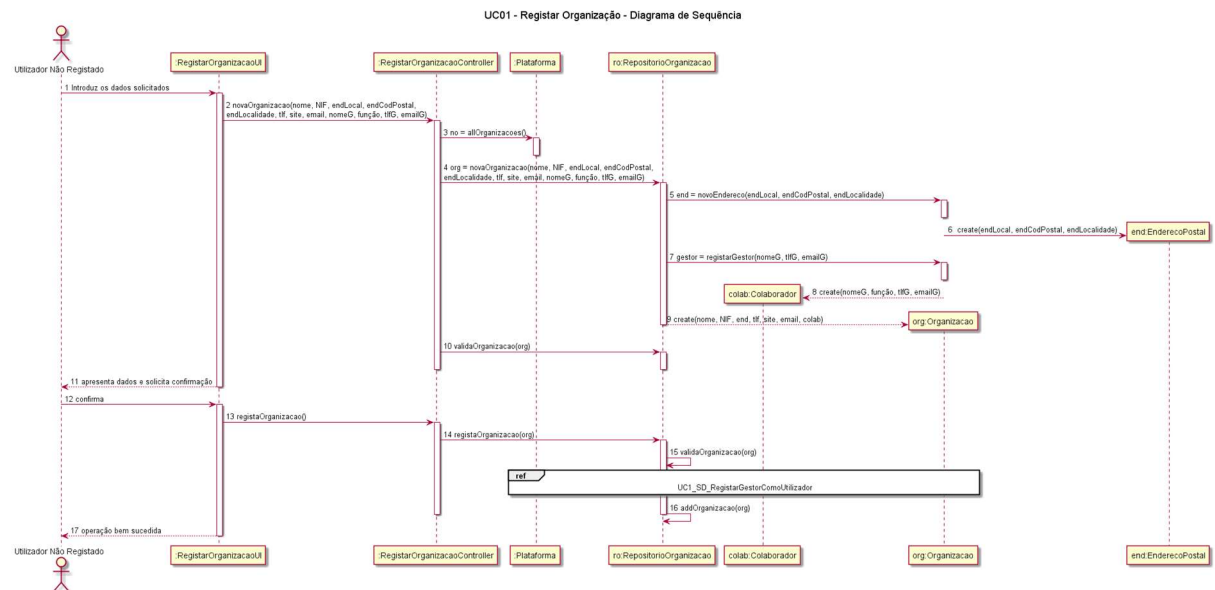 UC01 - Registar Organização - Diagrama de Sequência
Utilizador Não Registado
:RegistarOrganizacaoUI
:RegistarOrganizacaoController
:Plataforma
ro:RepositorioOrganizacao
1 Introduz os dados solicitados
2 novaOrganizacao(nome, NIF, endLocal, endCodPostal,
endLocalidade, tlf, site, email, nomeG, função, tlfG, emailG)
3 no = allOrganizacoes()
4 org = novaOrganizacao(nome, NIF, endLocal, endCodPostal,
endLocalidade, tlf, site, email, nomeG, função, tlfG, emailG)
5 end = novoEndereco(endLocal, endCodPostal, endLocalidade)
6 create(endLocal, endCodPostal, endLocalidade)
end:EnderecoPostal
7 gestor = registarGestor(nomeG, tlfG, emailG)
colab:Colaborador
8 create(nomeG, função, tlfG, emailG)
9 create(nome, NIF, end, tlf, site, email, colab)
org:Organizacao
10 validaOrganizacao(org)
11 apresenta dados e solicita confirmação
12 confirma
13 registaOrganizacao()
14 registaOrganizacao(org)
15 validaOrganizacao(org)
ref
UC1_SD_RegistarGestorComoUtilizador
16 addOrganizacao(org)
17 operação bem sucedida
Utilizador Não Registado
:RegistarOrganizacaoUI
:RegistarOrganizacaoController
:Plataforma
ro:RepositorioOrganizacao
colab:Colaborador
org:Organizacao
end:EnderecoPostal